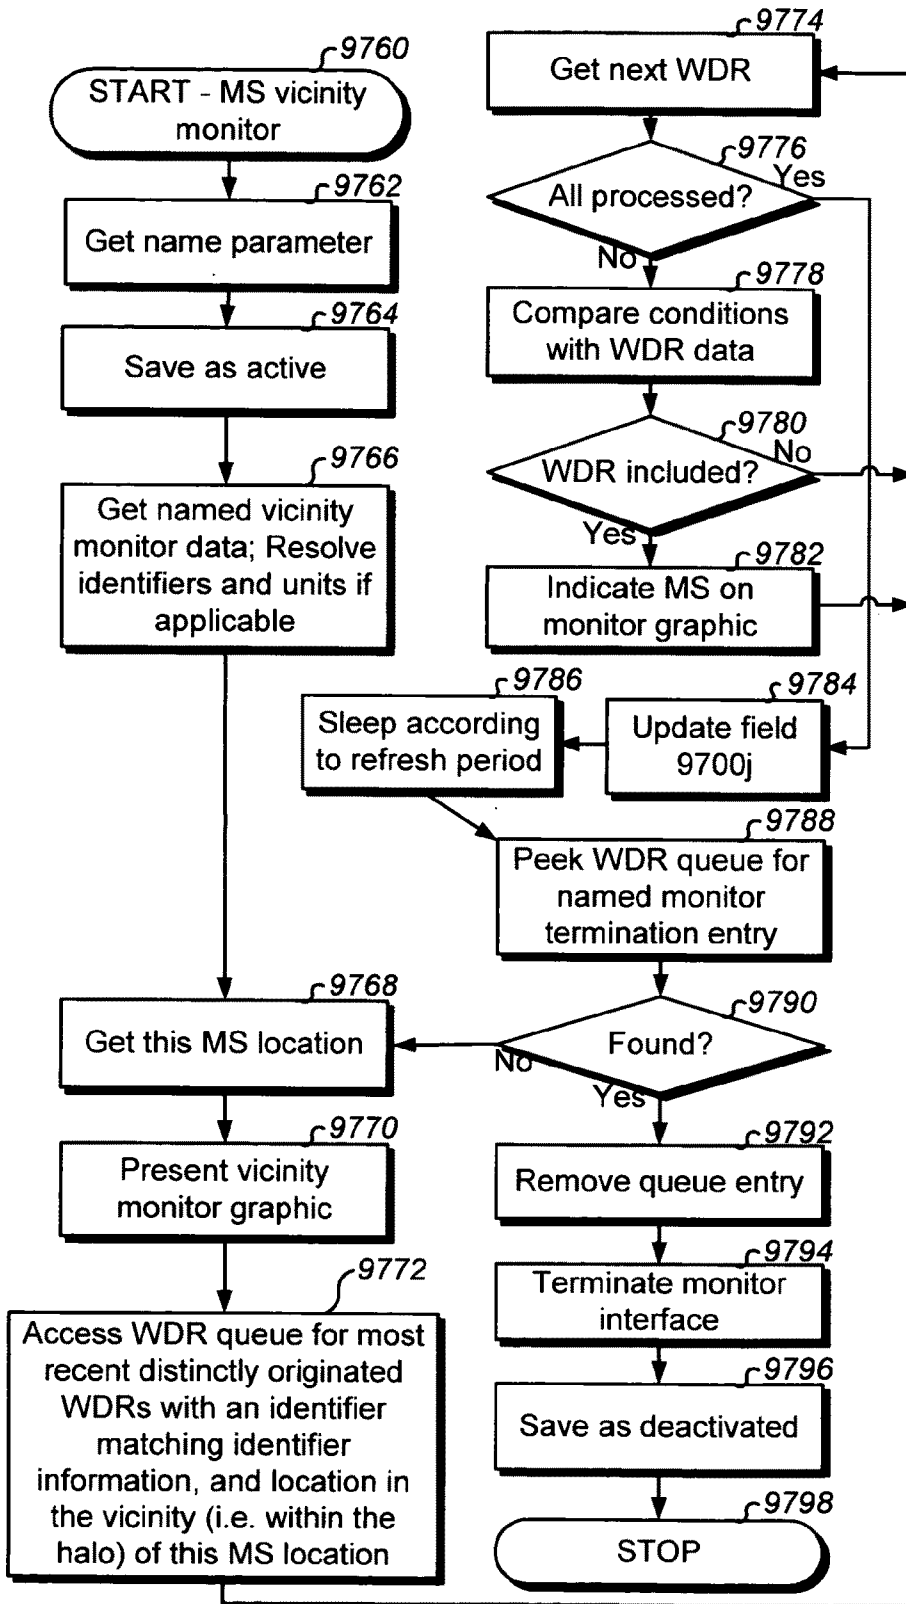 9760
START - MS vicinity
monitor
9762
Get name parameter
9764
Save as active
9766
Get named vicinity
monitor data; Resolve
identifiers and units if
applicable
9768
Get this MS location
9770
Present vicinity
monitor graphic
9772
Access WDR queue for most
recent distinctly originated
WDRs with an identifier
matching identifier
information, and location in
the vicinity (i.e. within the
halo) of this MS location
9774
Get next WDR
9776
All processed?
Yes
No
9778
Compare conditions
with WDR data
9780
WDR included?
No
Yes
9782
Indicate MS on
monitor graphic
9784
Update field
9700j
9786
Sleep according
to refresh period
9788
Peek WDR queue for
named monitor
termination entry
9790
Found?
No
Yes
9792
Remove queue entry
9794
Terminate monitor
interface
9796
Save as deactivated
9798
STOP